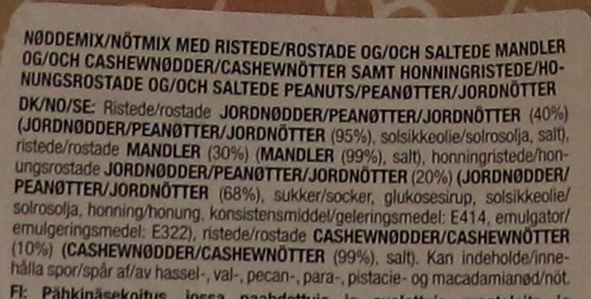 NØDDEMIX/NÖTMIX MED RISTEDE/ROSTADE OG/OCH SALTEDE MANDLER
OG/OCH CASHEWNØDDER/CASHEWNÖTTER SAMT HONNINGRISTEDE/HO-
NUNGSROSTADE OG/OCH SALTEDE PEANUTS/PEANØTTER/JORDNÖTTER
DK/NO/SE: Ristede/rostade JORDNØDDER/PEANØTTER/JORDNÖTTER (40%)
(JORDNØDDER/PEANØTTER/JORDNÖTTER (95%), solsikkeolie/solrosolja, salt),
ristede/rostade MANDLER (30%) (MANDLER (99%), salt), honningristede/hon-
ungsrostade JORDNØDDER/PEANØTTER/JORDNÖTTER (20%) (JORDNØDDER/
PEANØTTER/JORDNÖTTER (68%), sukker/socker, glukosesirup, solsikkeolie/
solrosolja, honning/honung, konsistensmiddel/geleringsmedel: E414, emulgator/
emulgeringsmedel: E322), ristede/rostade CASHEWNØDDER/CASHEWNÖTTER
(10%) (CASHEWNØDDER/CASHEWNÖTTER (99%), salt). Kan indeholde/inne-
hålla spor/spår af/av hassel-, val-, pecan-, para-, pistacie- og macadamianød/nöt.
FI: Pähkinäsekoitus, jossa